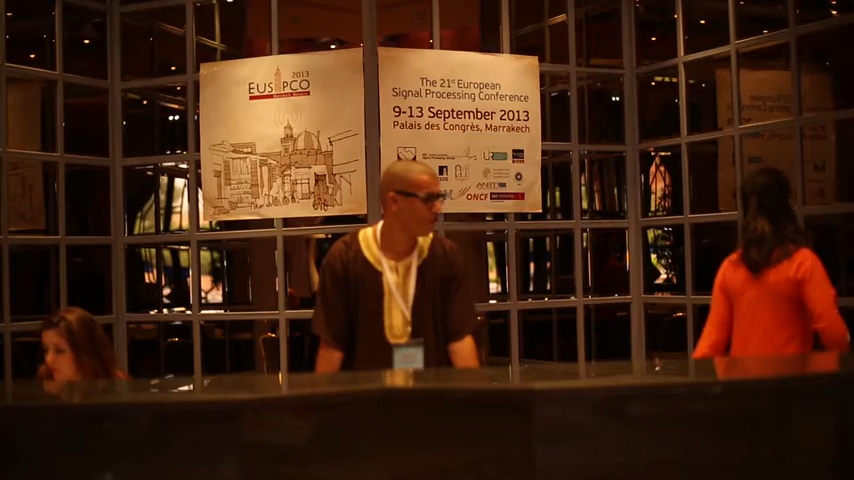 EUSIPCO
2013
The 21st European
Signal Processing Conference
9-13 September 2013
Palais des Congrès, Marrakech
ONCF